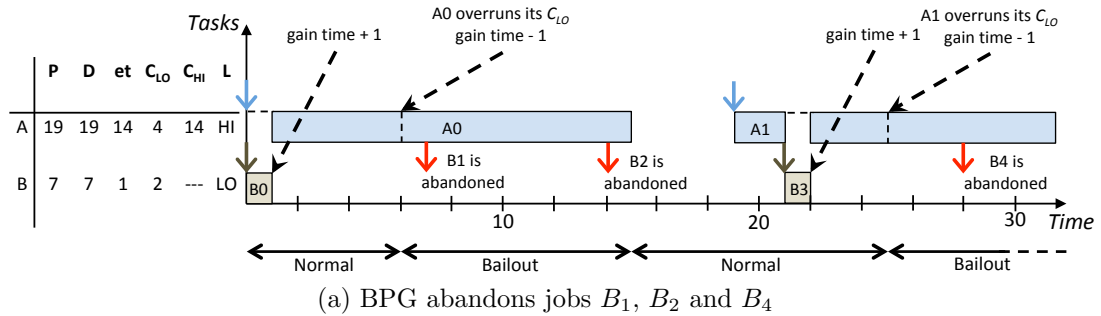 Tasks
A0 overruns its C_LO
gain time - 1
gain time + 1
A1 overruns its C_LO
gain time - 1
gain time + 1
P D et C_LO C_HI L
A 19 19 14 4 14 HI
A0
A1
B 7 7 1 2 --- LO
B0
B1 is
abandoned
B2 is
abandoned
B3
B4 is
abandoned
10 20 30 Time
Normal Bailout Normal Bailout
(a) BPG abandons jobs B_1, B_2 and B_4